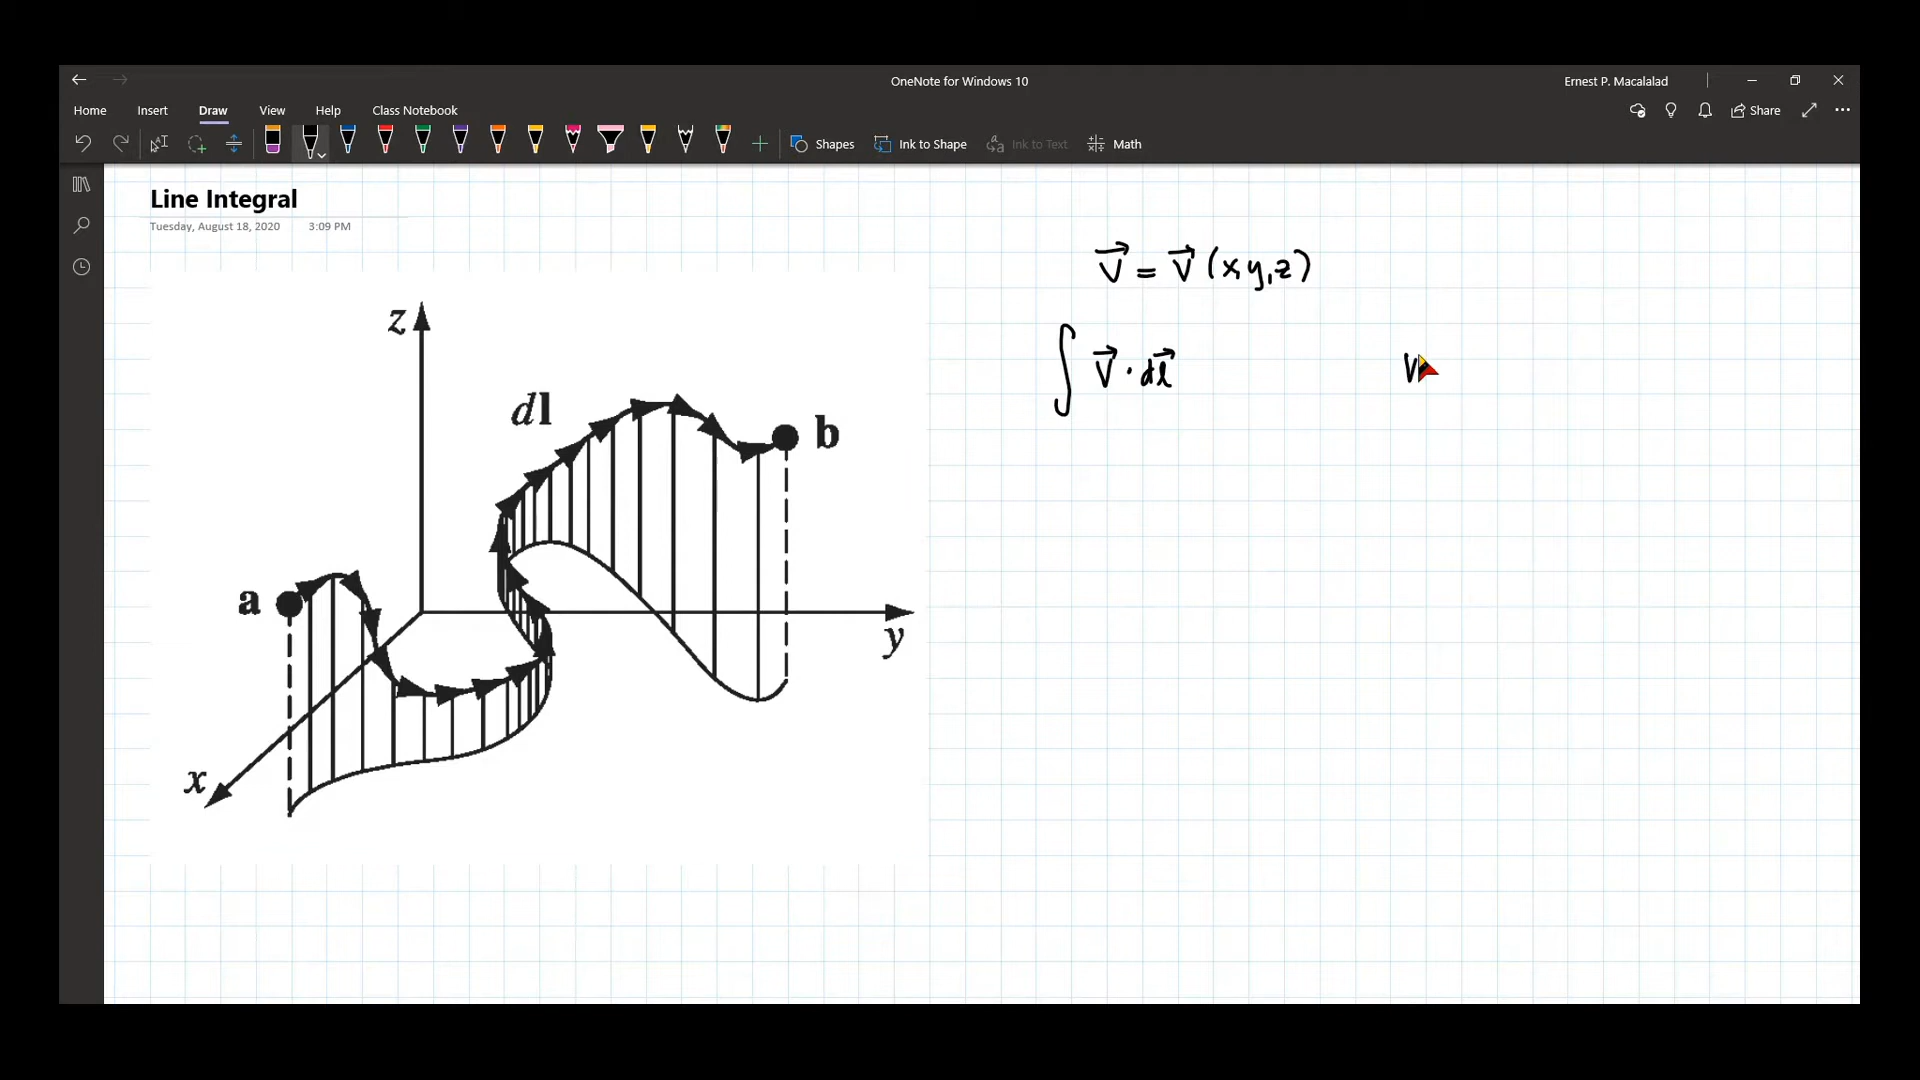 OneNote for Windows 10
Ernest P. Macalalad
Home Insert Draw View Help Class Notebook
Share
Shapes Ink to Shape Ink to Text Math
Line Integral
Tuesday, August 18, 2020 3:09 PM
z
dl
b
a
y
x
V⃗ = V⃗ (x,y,z)
∫ V⃗ · dl⃗